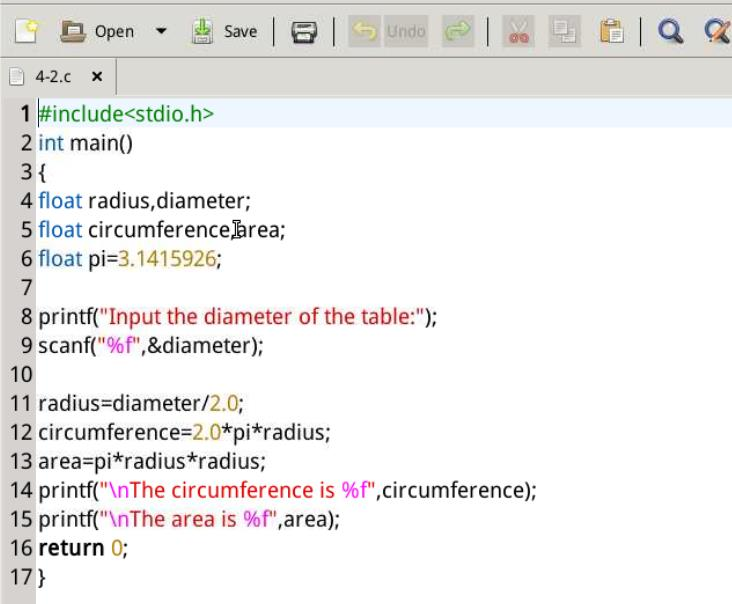 Open Save Undo
4-2.c ×
1 #include<stdio.h>
2 int main()
3 {
4 float radius,diameter;
5 float circumference,area;
6 float pi=3.1415926;
7
8 printf("Input the diameter of the table:");
9 scanf("%f",&diameter);
10
11 radius=diameter/2.0;
12 circumference=2.0*pi*radius;
13 area=pi*radius*radius;
14 printf("\nThe circumference is %f",circumference);
15 printf("\nThe area is %f",area);
16 return 0;
17 }